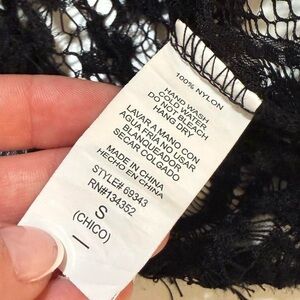 100% NYLON
HAND WASH
COLD WATER
DO NOT BLEACH
HANG DRY
LAVAR A MANO CON
AGUA FRIA NO USAR
BLANQUEADOR
SECAR COLGADO
MADE IN CHINA
HECHO EN CHINA
STYLE# 69343
RN#134352
S
(CHICO)